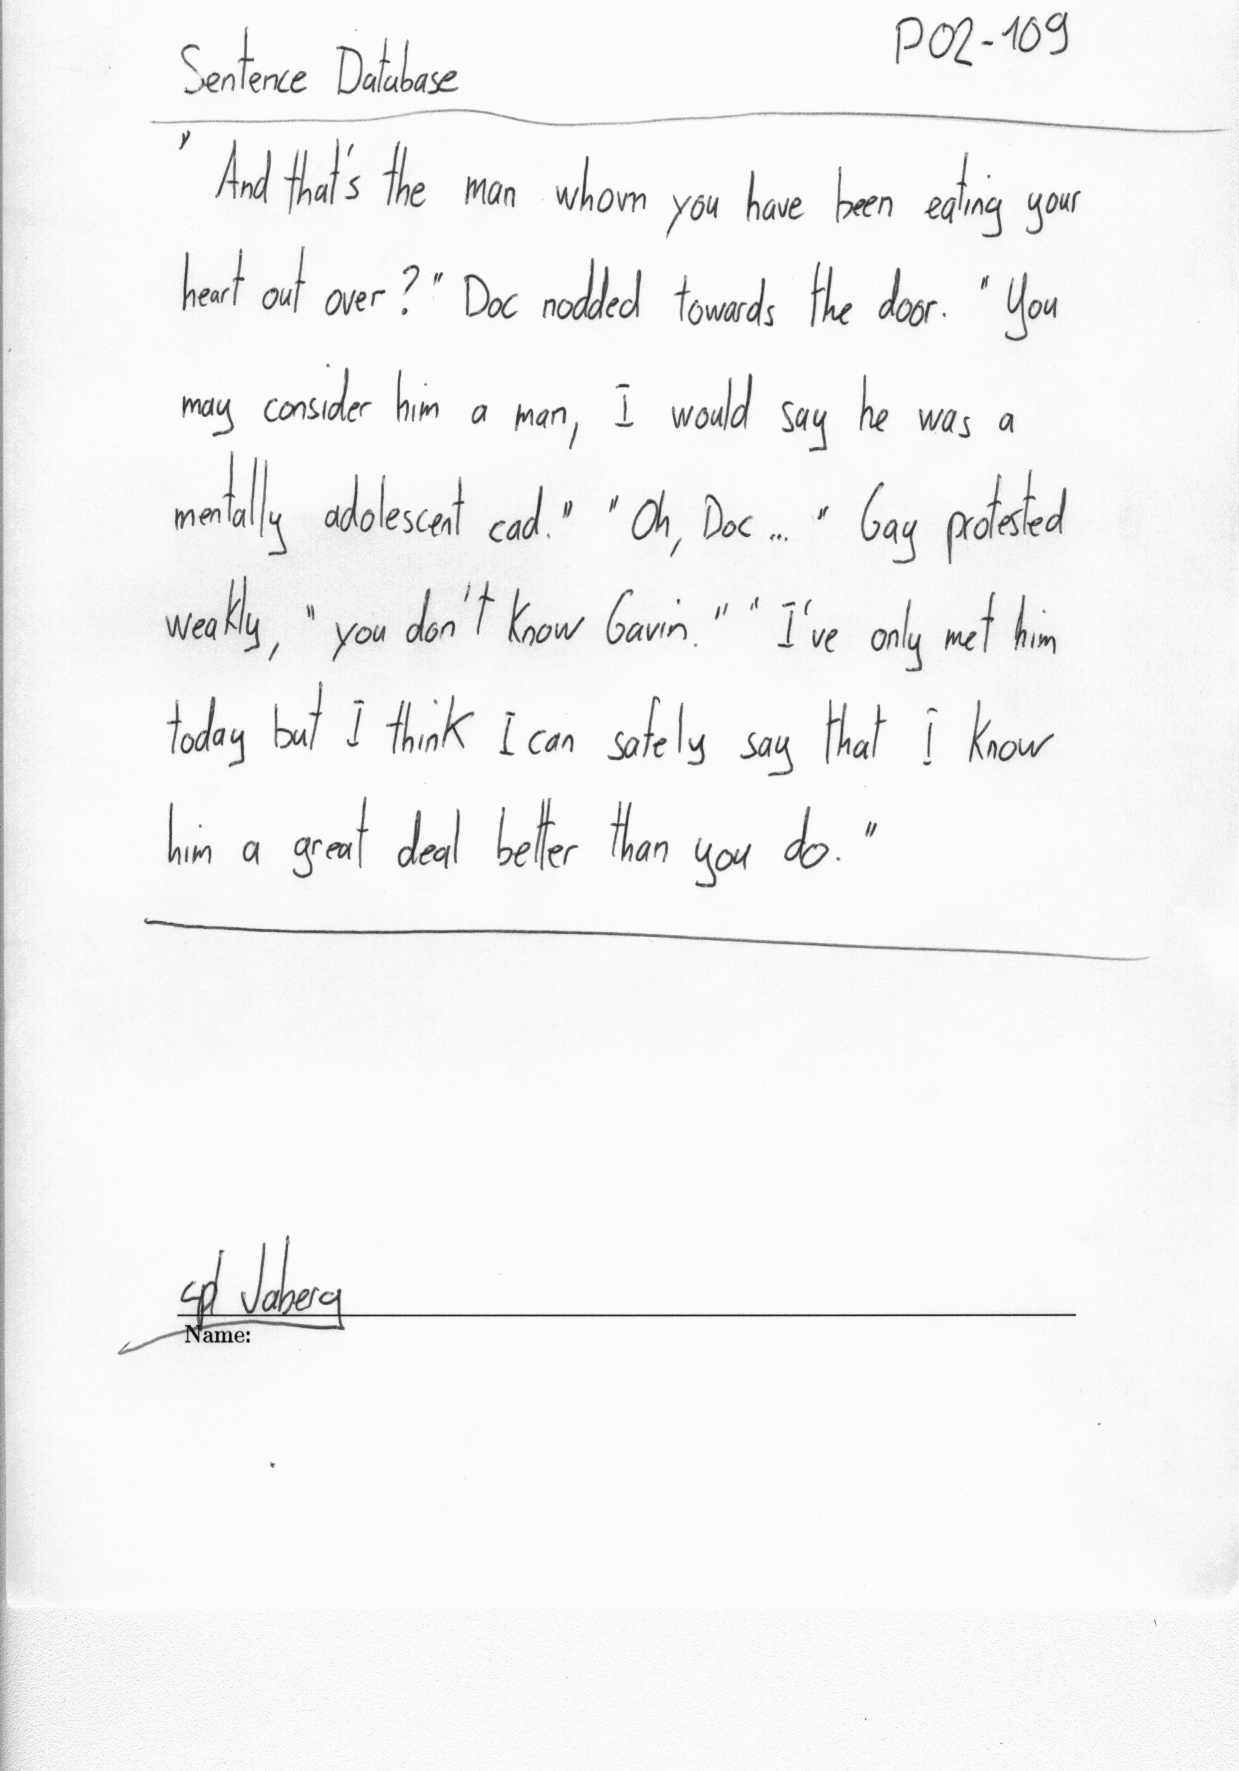 Sentence Database P02-109
" And that's the man whom you have been eating your
heart out over?" Doc nodded towards the door. "You
may consider him a man, I would say he was a
mentally adolescent cad." "Oh, Doc..." Gay protested
weakly, "you don't know Gavin." "I've only met him
today but I think I can safely say that I know
him a great deal better than you do."
cpl Jaberg
Name: